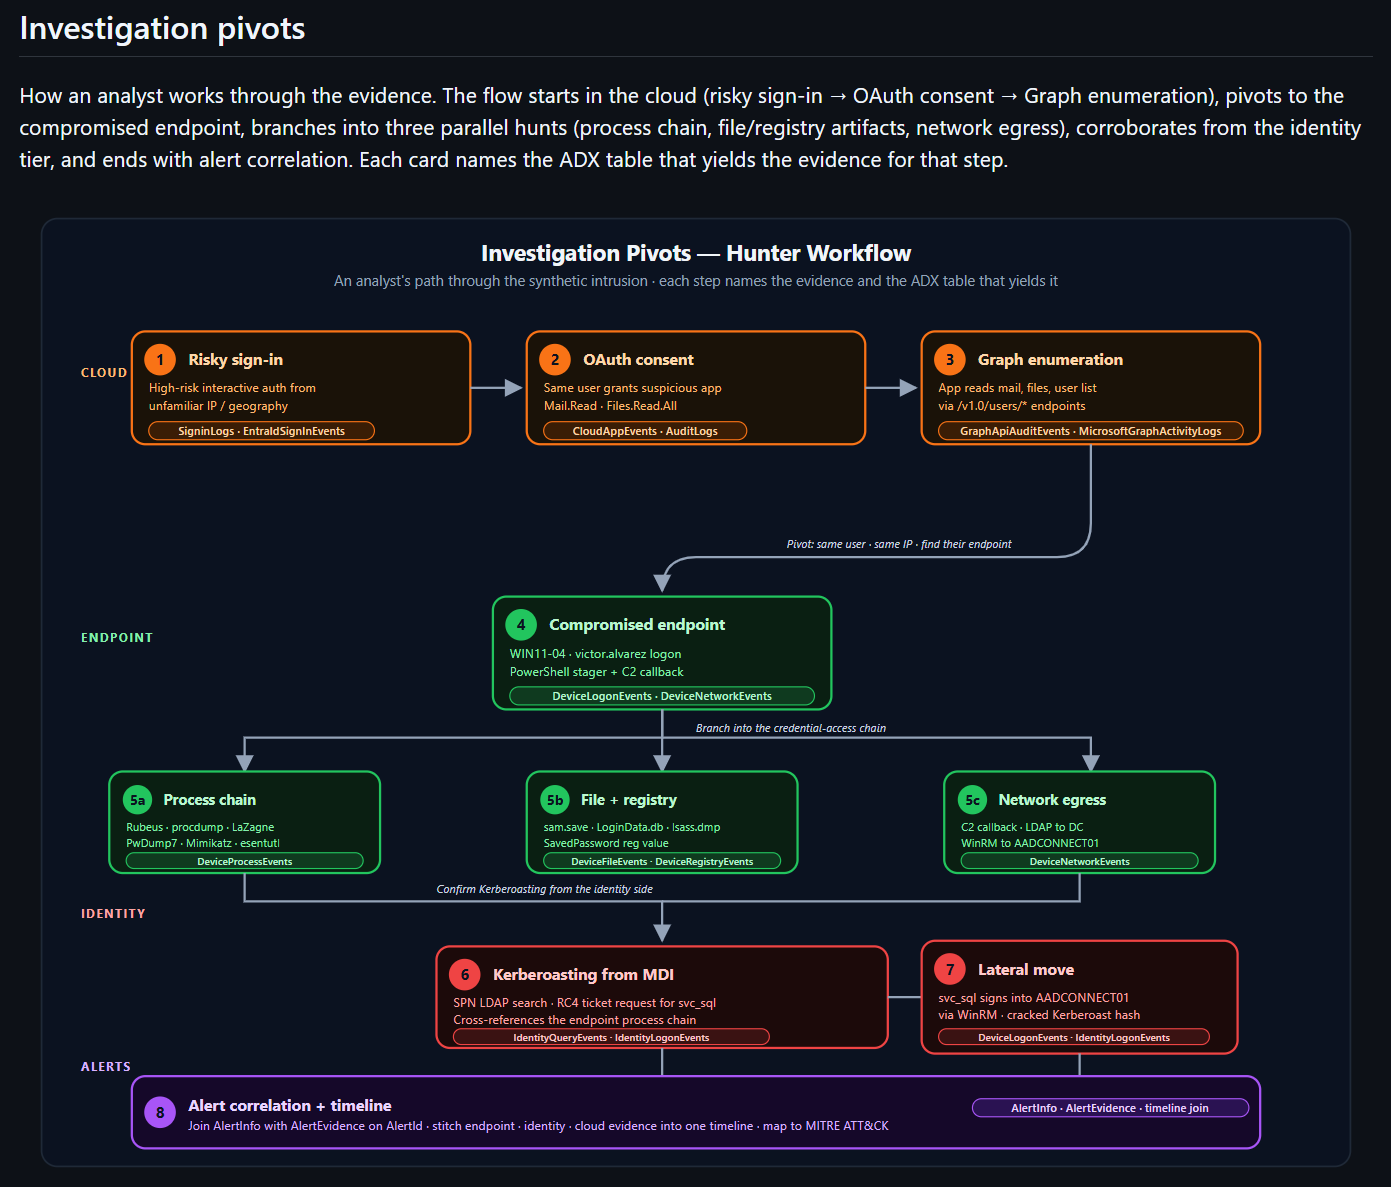 Investigation pivots
How an analyst works through the evidence. The flow starts in the cloud (risky sign-in → OAuth consent → Graph enumeration), pivots to the
compromised endpoint, branches into three parallel hunts (process chain, file/registry artifacts, network egress), corroborates from the identity
tier, and ends with alert correlation. Each card names the ADX table that yields the evidence for that step.
Investigation Pivots — Hunter Workflow
An analyst's path through the synthetic intrusion · each step names the evidence and the ADX table that yields it
CLOUD
1 Risky sign-in
High-risk interactive auth from
unfamiliar IP / geography
SigninLogs · EntraIdSignInEvents
2 OAuth consent
Same user grants suspicious app
Mail.Read · Files.Read.All
CloudAppEvents · AuditLogs
3 Graph enumeration
App reads mail, files, user list
via /v1.0/users/* endpoints
GraphApiAuditEvents · MicrosoftGraphActivityLogs
Pivot: same user · same IP · find their endpoint
ENDPOINT
4 Compromised endpoint
WIN11-04 · victor.alvarez logon
PowerShell stager + C2 callback
DeviceLogonEvents · DeviceNetworkEvents
Branch into the credential-access chain
5a Process chain
Rubeus · procdump · LaZagne
PwDump7 · Mimikatz · esentutl
DeviceProcessEvents
5b File + registry
sam.save · LoginData.db · lsass.dmp
SavedPassword reg value
DeviceFileEvents · DeviceRegistryEvents
5c Network egress
C2 callback · LDAP to DC
WinRM to AADCONNECT01
DeviceNetworkEvents
Confirm Kerberoasting from the identity side
IDENTITY
6 Kerberoasting from MDI
SPN LDAP search · RC4 ticket request for svc_sql
Cross-references the endpoint process chain
IdentityQueryEvents · IdentityLogonEvents
7 Lateral move
svc_sql signs into AADCONNECT01
via WinRM · cracked Kerberoast hash
DeviceLogonEvents · IdentityLogonEvents
ALERTS
8 Alert correlation + timeline
Join AlertInfo with AlertEvidence on AlertId · stitch endpoint · identity · cloud evidence into one timeline · map to MITRE ATT&CK
AlertInfo · AlertEvidence · timeline join